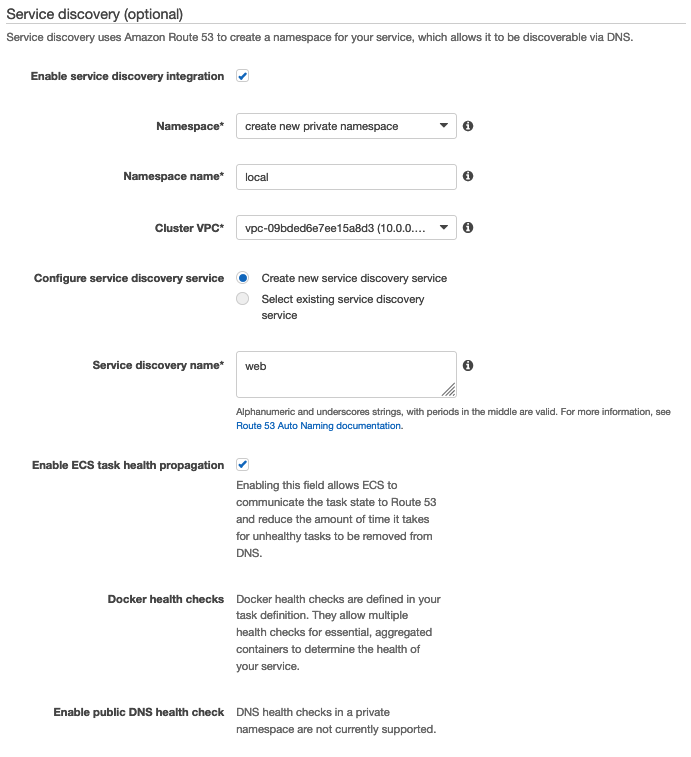 Service discovery (optional)
Service discovery uses Amazon Route 53 to create a namespace for your service, which allows it to be discoverable via DNS.
Enable service discovery integration
Namespace* create new private namespace
Namespace name* local
Cluster VPC* vpc-09bded6e7ee15a8d3 (10.0.0....
Configure service discovery service Create new service discovery service
Select existing service discovery
service
Service discovery name* web
Alphanumeric and underscores strings, with periods in the middle are valid. For more information, see
Route 53 Auto Naming documentation.
Enable ECS task health propagation
Enabling this field allows ECS to
communicate the task state to Route 53
and reduce the amount of time it takes
for unhealthy tasks to be removed from
DNS.
Docker health checks Docker health checks are defined in your
task definition. They allow multiple
health checks for essential, aggregated
containers to determine the health of
your service.
Enable public DNS health check DNS health checks in a private
namespace are not currently supported.